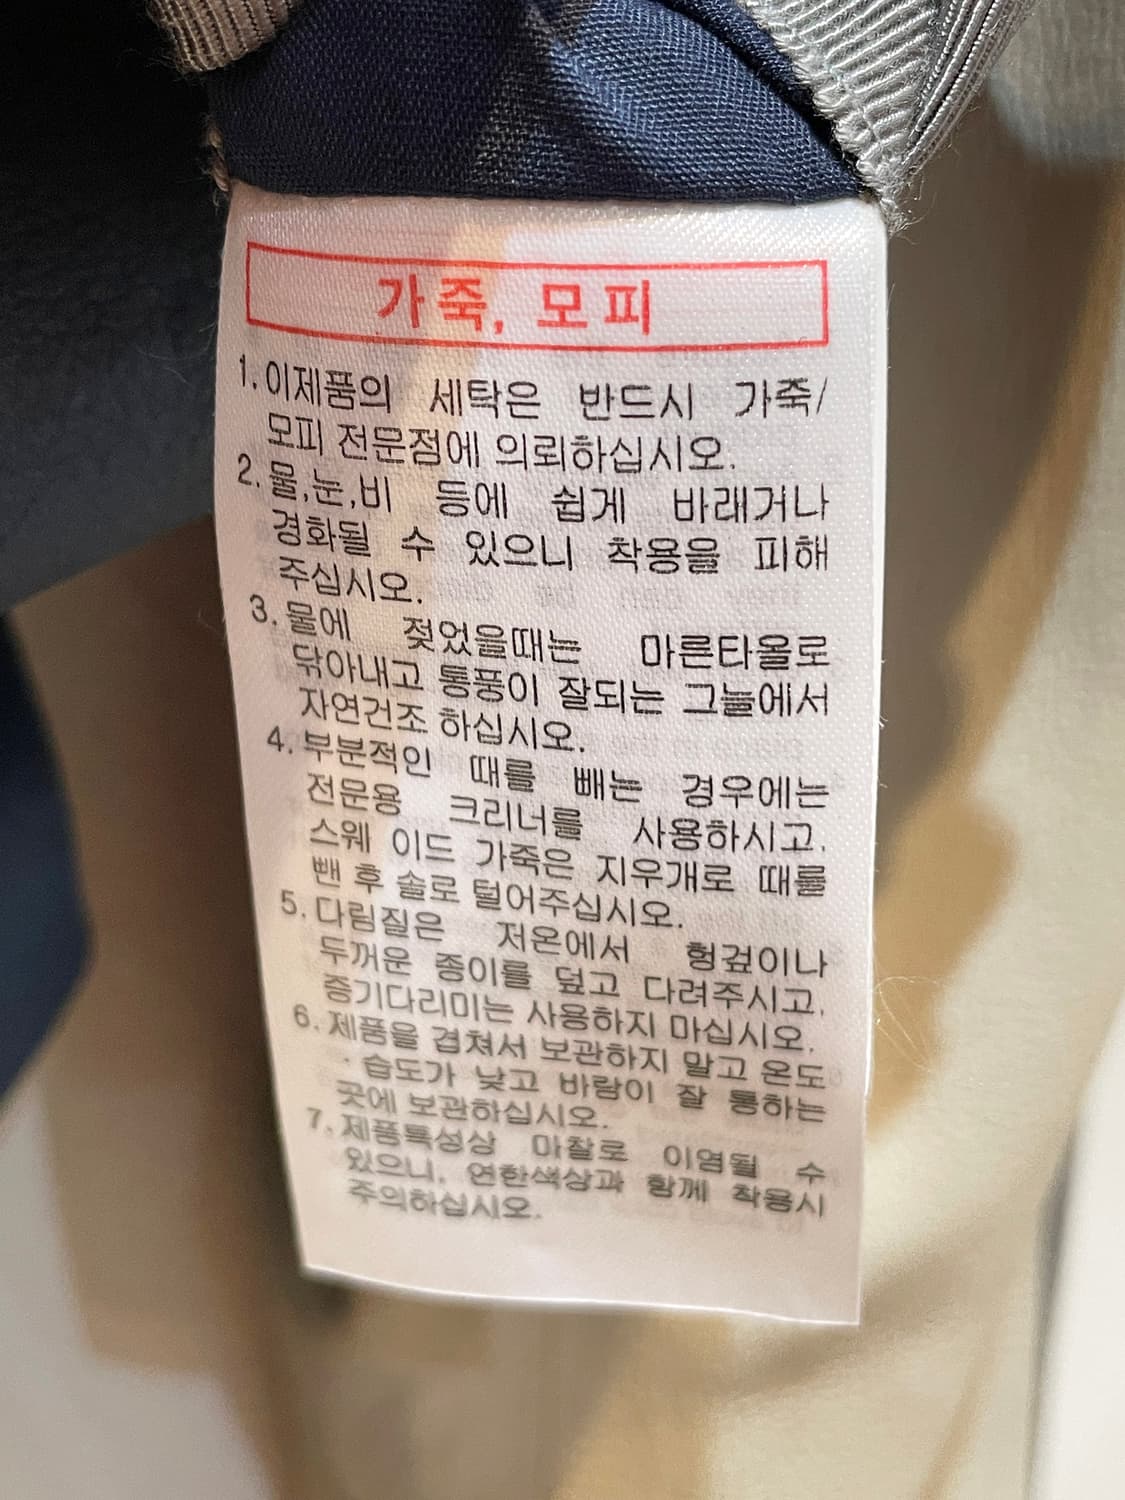 가죽, 모피
1. 이제품의 세탁은 반드시 가죽/
모피 전문점에 의뢰하십시오.
2. 물,눈,비 등에 쉽게 바래거나
경화될 수 있으니 착용을 피해
주십시오.
3. 물에 젖었을때는 마른타올로
닦아내고 통풍이 잘되는 그늘에서
자연건조 하십시오.
4. 부분적인 때를 빼는 경우에는
전문용 크리너를 사용하시고.
스웨 이드 가죽은 지우개로 때를
뺀 후 솔로 털어주십시오.
5. 다림질은 저온에서 헝겊이나
두꺼운 종이를 덮고 다려주시고.
증기다리미는 사용하지 마십시오.
6. 제품을 겹쳐서 보관하지 말고 온도
· 습도가 낮고 바람이 잘 통하는
곳에 보관하십시오.
7. 제품특성상 마찰로 이염될 수
있으니, 연한색상과 함께 착용시
주의하십시오.